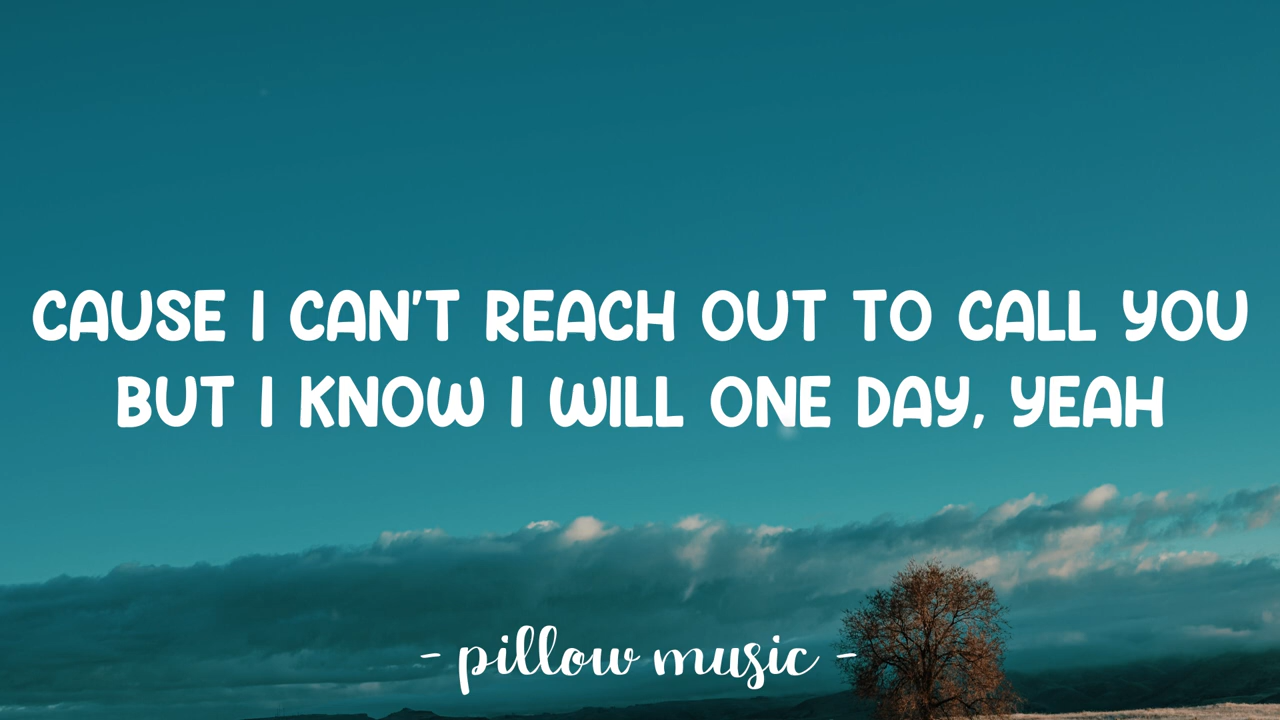 CAUSE I CAN'T REACH OUT TO CALL YOU
BUT I KNOW I WILL ONE DAY, YEAH
- pillow music -